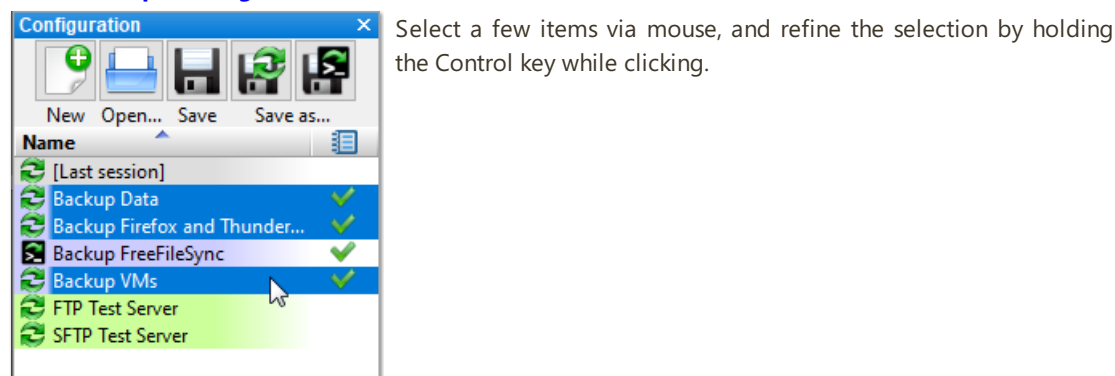 Configuration
New Open... Save Save as...
Name
[Last session]
Backup Data
Backup Firefox and Thunder...
Backup FreeFileSync
Backup VMs
FTP Test Server
SFTP Test Server
Select a few items via mouse, and refine the selection by holding
the Control key while clicking.